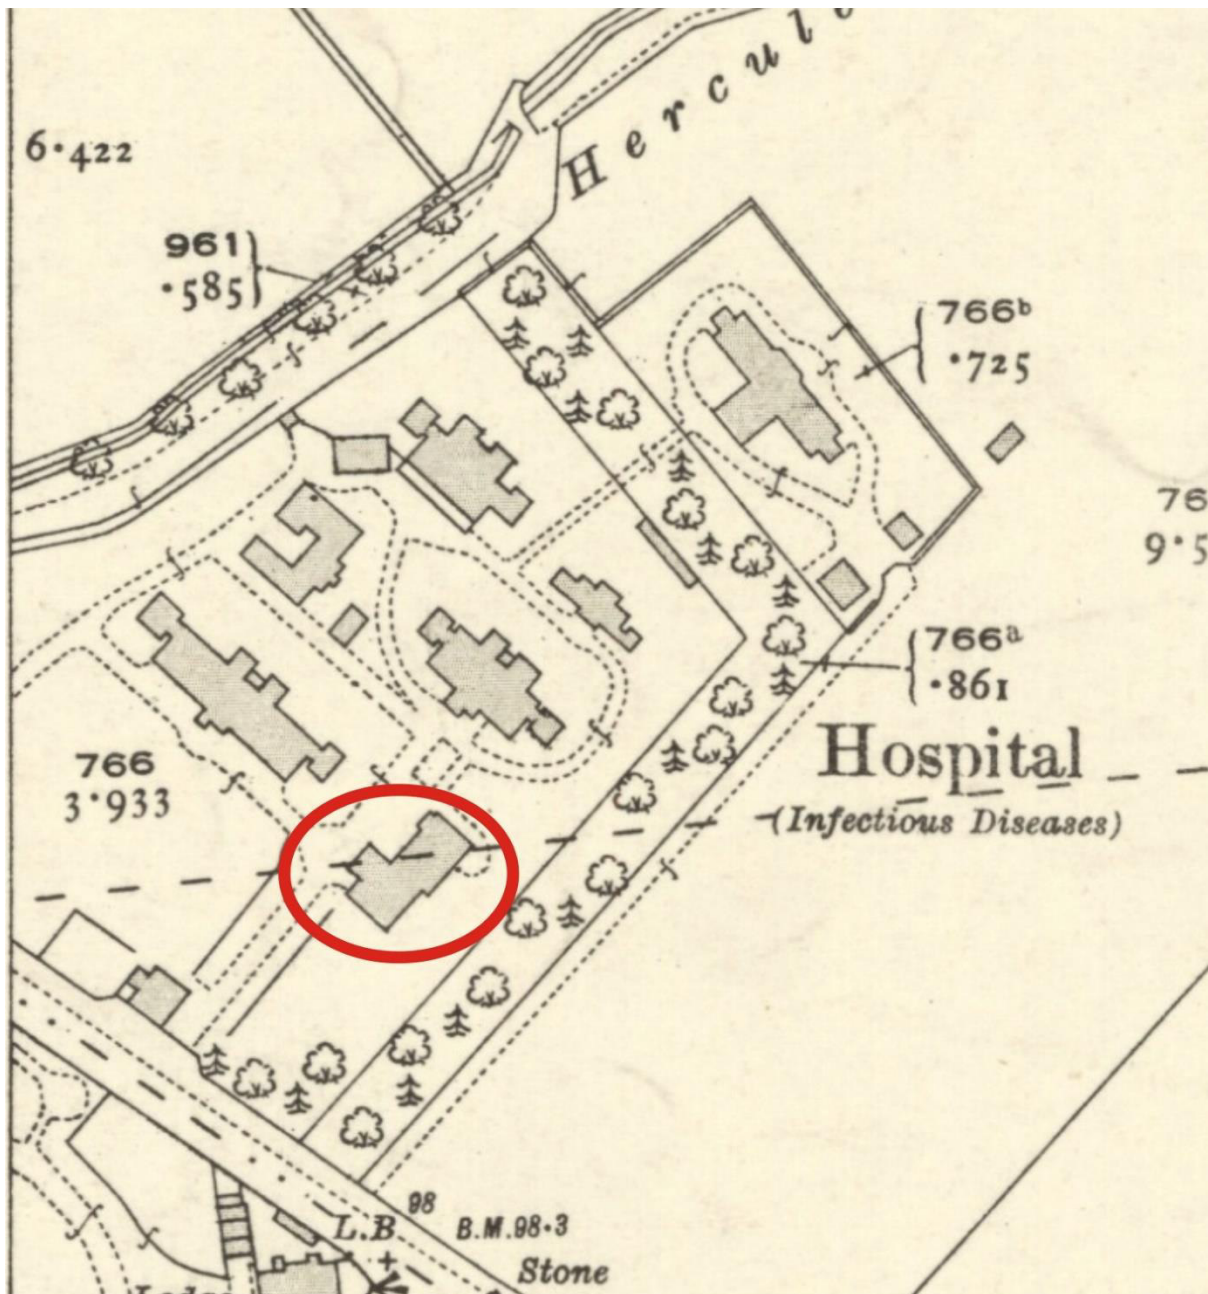 Hercul
6·422
961
·585
766ᵇ
·725
76
9·5
766ᵃ
·861
766
3·933
Hospital
(Infectious Diseases)
98
L.B
B.M.98·3
Stone